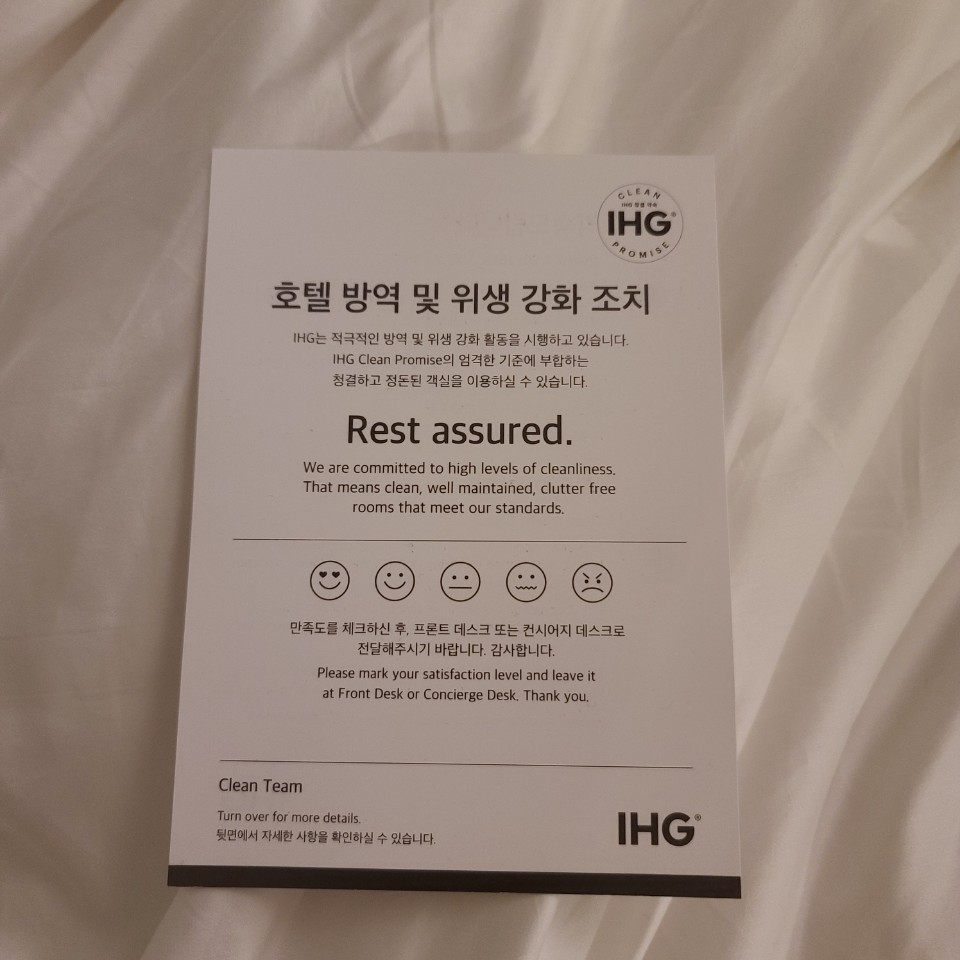 CLEAN
IHG 청결 약속
IHG®
PROMISE
호텔 방역 및 위생 강화 조치
IHG는 적극적인 방역 및 위생 강화 활동을 시행하고 있습니다.
IHG Clean Promise의 엄격한 기준에 부합하는
청결하고 정돈된 객실을 이용하실 수 있습니다.
Rest assured.
We are committed to high levels of cleanliness.
That means clean, well maintained, clutter free
rooms that meet our standards.
만족도를 체크하신 후, 프론트 데스크 또는 컨시어지 데스크로
전달해주시기 바랍니다. 감사합니다.
Please mark your satisfaction level and leave it
at Front Desk or Concierge Desk. Thank you.
Clean Team
Turn over for more details.
뒷면에서 자세한 사항을 확인하실 수 있습니다.
IHG®